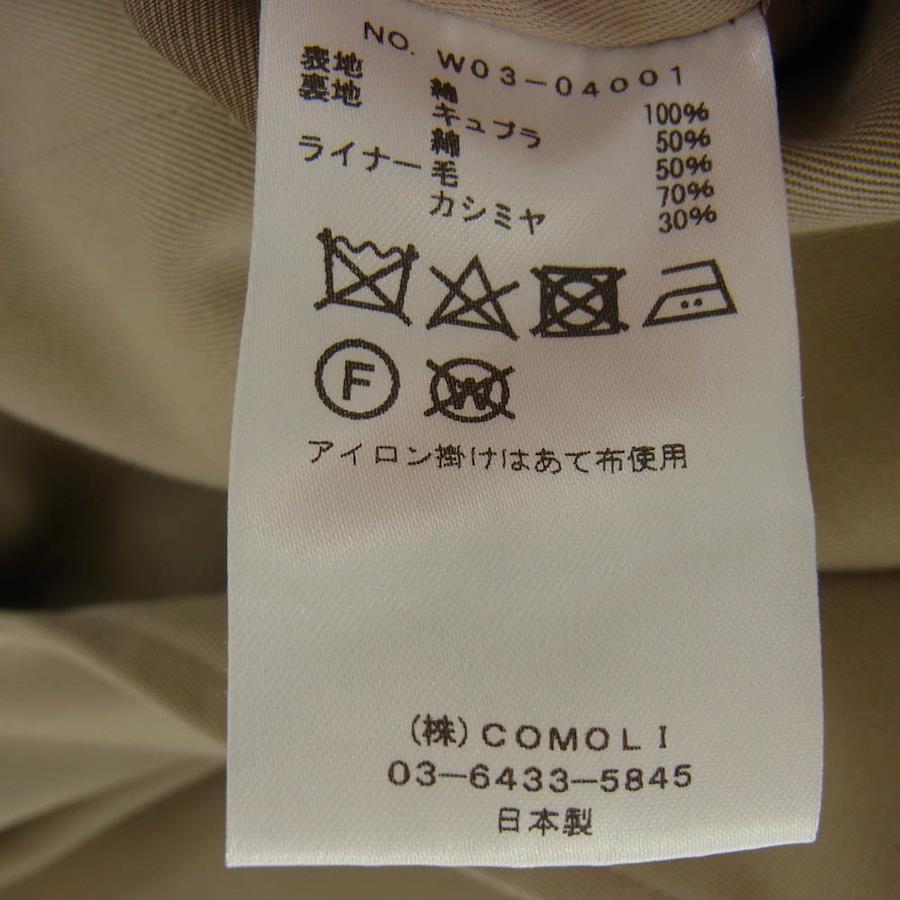 NO. W03-04001
表地 綿 100%
裏地 キュプラ 50%
綿 50%
ライナー 毛 70%
カシミヤ 30%
F
W
アイロン掛けはあて布使用
(株)COMOLI
03-6433-5845
日本製